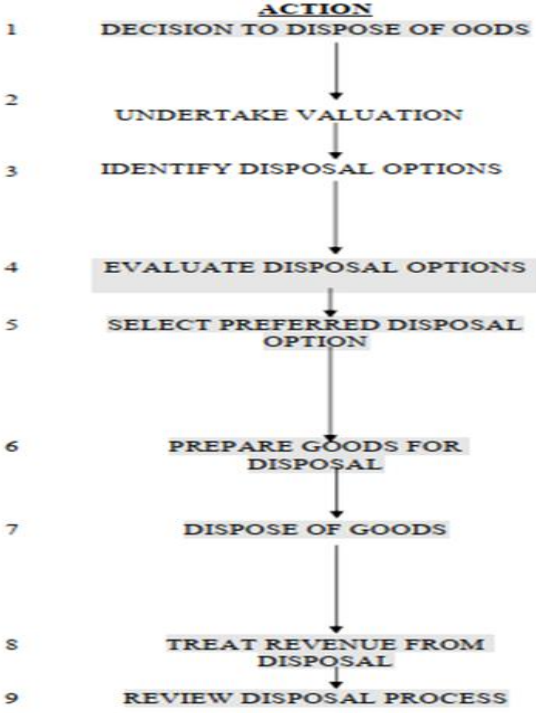 ACTION
1 DECISION TO DISPOSE OF OODS
2
UNDERTAKE VALUATION
3 IDENTIFY DISPOSAL OPTIONS
4 EVALUATE DISPOSAL OPTIONS
5 SELECT PREFERRED DISPOSAL
OPTION
6 PREPARE GOODS FOR
DISPOSAL
7 DISPOSE OF GOODS
8 TREAT REVENUE FROM
DISPOSAL
9 REVIEW DISPOSAL PROCESS